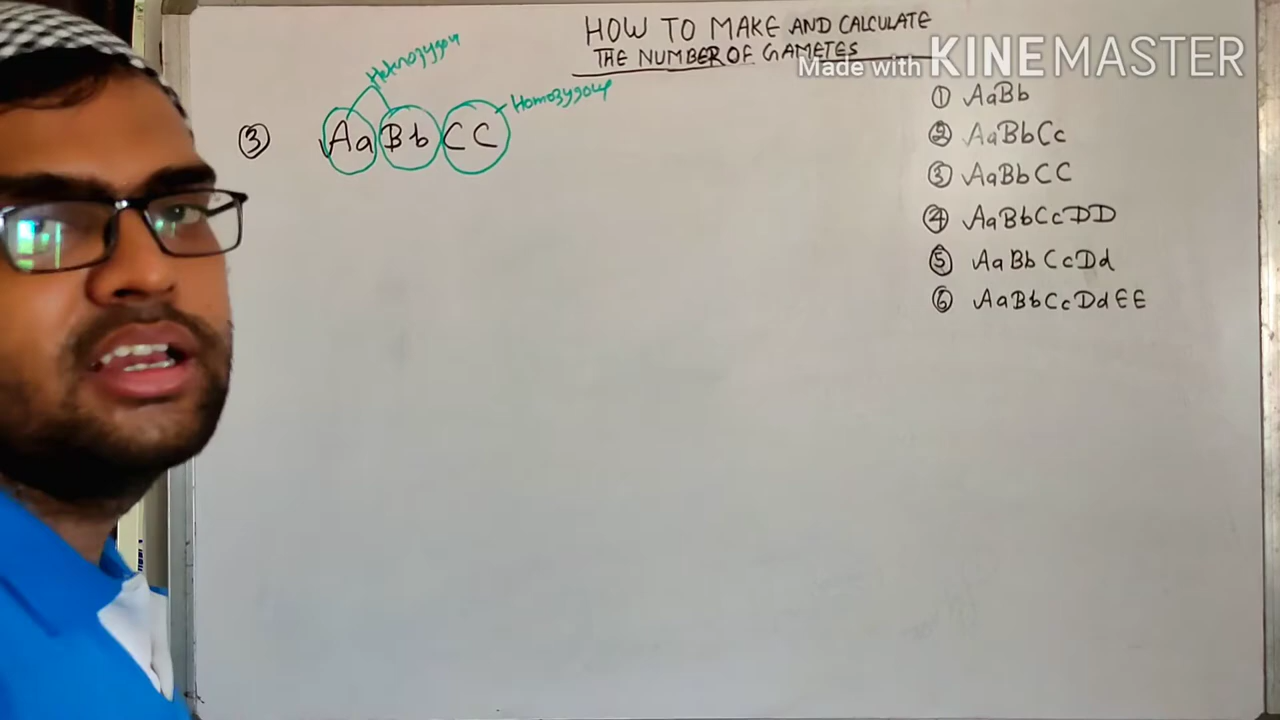 HOW TO MAKE AND CALCULATE
THE NUMBER OF GAMETES
Made with KINEMASTER
Homozygous
③ AaBbCC
① AaBb
② AaBbCc
③ AaBbCC
④ AaBbCcDD
⑤ AaBbCcDd
⑥ AaBbCcDdEE